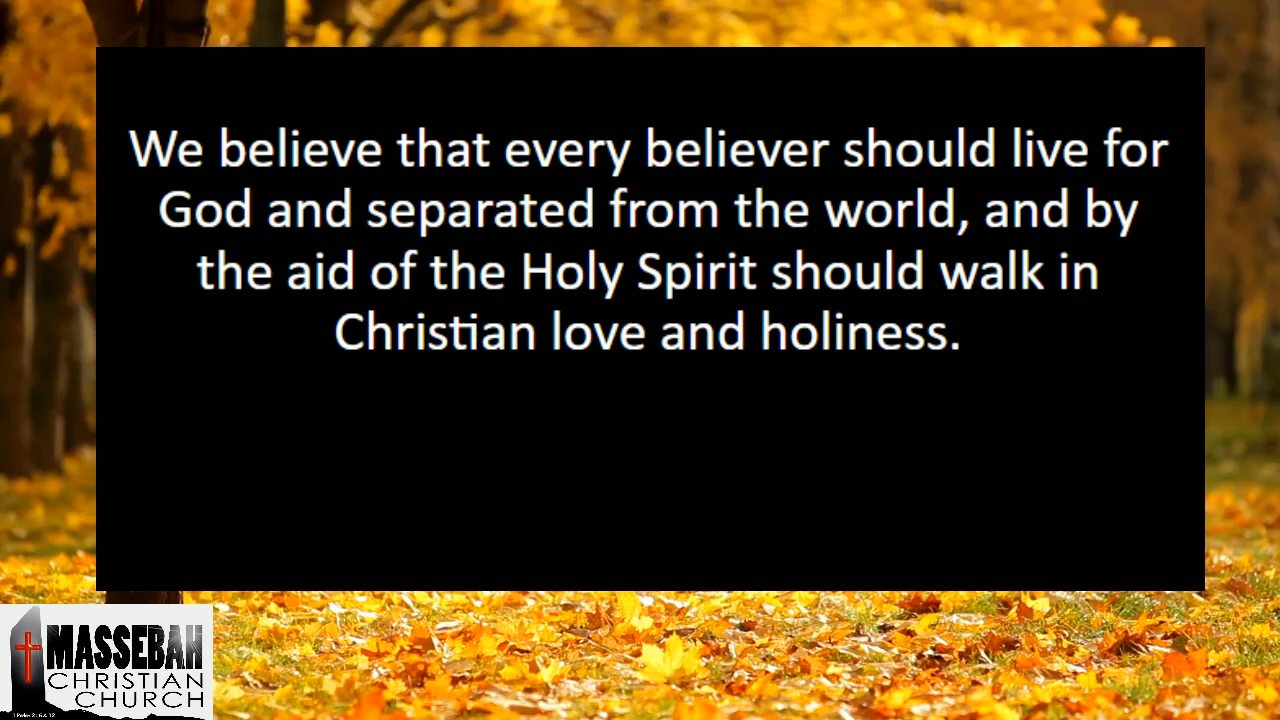 We believe that every believer should live for
God and separated from the world, and by
the aid of the Holy Spirit should walk in
Christian love and holiness.
MASSEBAH
CHRISTIAN
CHURCH